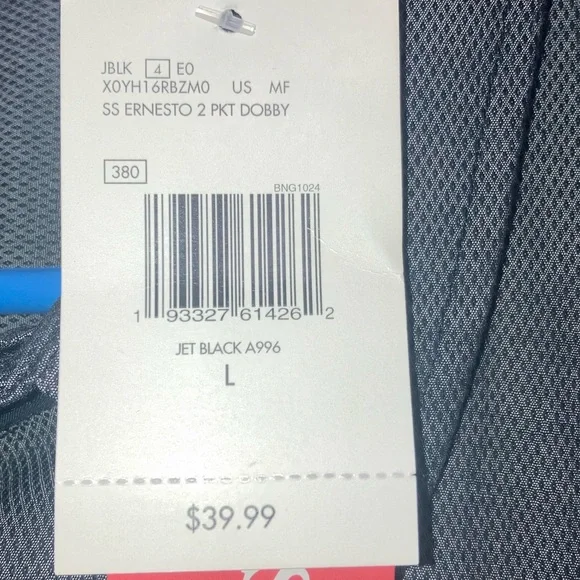 JBLK 4 E0
X0YH16RBZM0 US MF
SS ERNESTO 2 PKT DOBBY
380
BNG1024
1 93327 61426 2
JET BLACK A996
L
$39.99